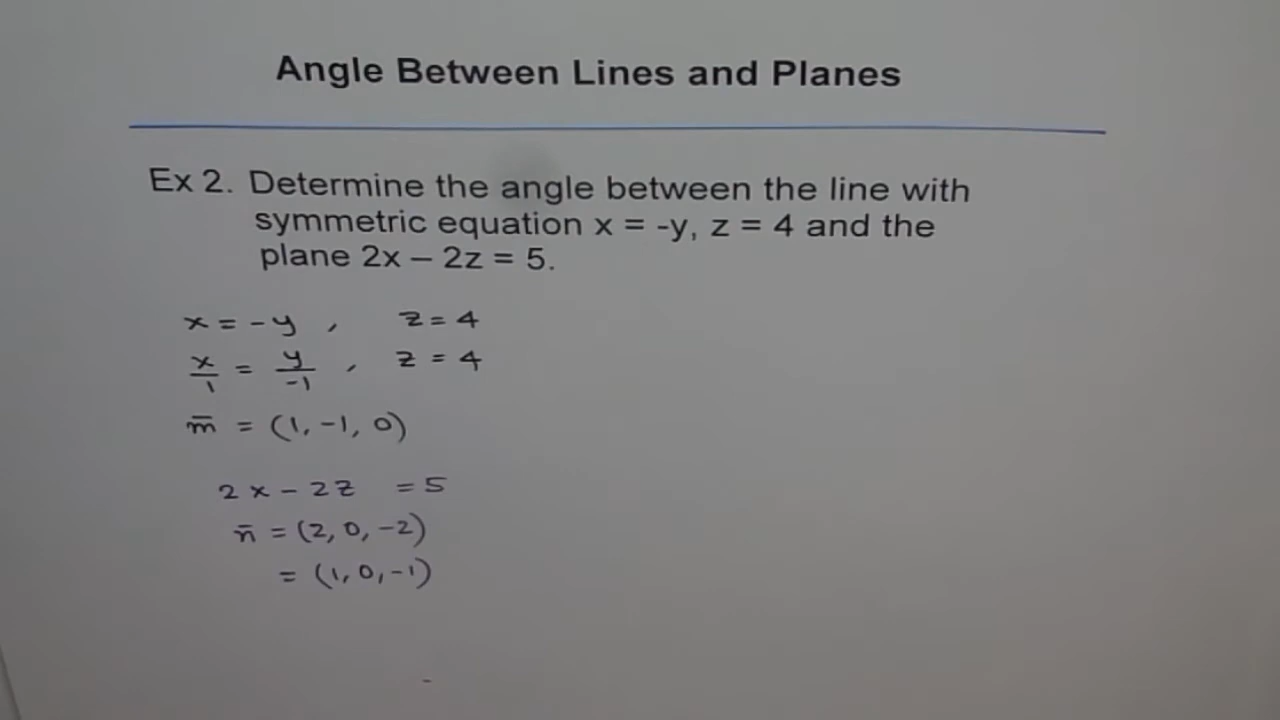 Angle Between Lines and Planes
Ex 2. Determine the angle between the line with
symmetric equation x = -y, z = 4 and the
plane 2x – 2z = 5.
x = -y , z = 4
x/1 = y/-1 , z = 4
m̅ = (1, -1, 0)
2x - 2z = 5
n̅ = (2, 0, -2)
= (1, 0, -1)